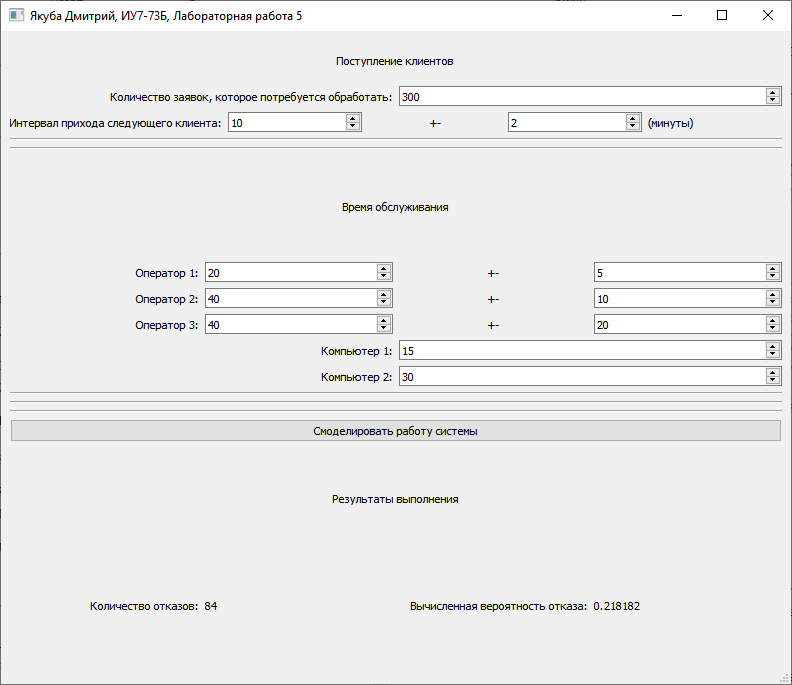 Якуба Дмитрий, ИУ7-73Б, Лабораторная работа 5
Поступление клиентов
Количество заявок, которое потребуется обработать: 300
Интервал прихода следующего клиента: 10 +- 2 (минуты)
Время обслуживания
Оператор 1: 20 +- 5
Оператор 2: 40 +- 10
Оператор 3: 40 +- 20
Компьютер 1: 15
Компьютер 2: 30
Смоделировать работу системы
Результаты выполнения
Количество отказов: 84 Вычисленная вероятность отказа: 0.218182